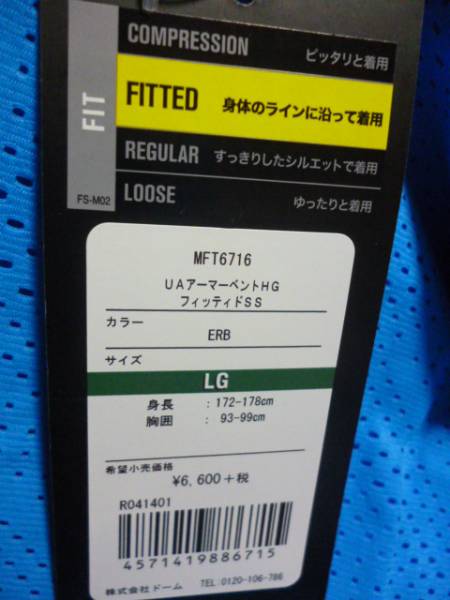 FIT
COMPRESSION ピッタリと着用
FITTED 身体のラインに沿って着用
REGULAR すっきりしたシルエットで着用
LOOSE ゆったりと着用
FS-M02
MFT6716
UAアーマーベントHG
フィッティドSS
カラー
ERB
サイズ
LG
身長 : 172-178cm
胸囲 : 93-99cm
希望小売価格
¥6,600+税
R041401
4571419886715
株式会社ドーム TEL:0120-106-786